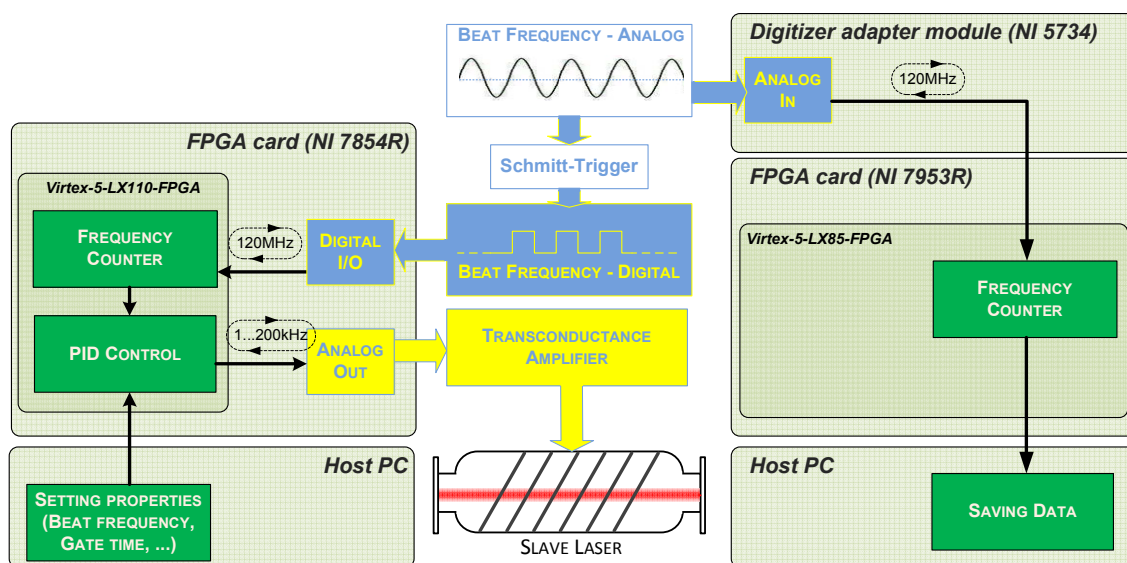 BEAT FREQUENCY - ANALOG
Schmitt-Trigger
BEAT FREQUENCY - DIGITAL
TRANSCONDUCTANCE
AMPLIFIER
SLAVE LASER
FPGA card (NI 7854R)
Virtex-5-LX110-FPGA
FREQUENCY
COUNTER
120MHz
DIGITAL
I/O
PID CONTROL
1...200kHz
ANALOG
OUT
Host PC
SETTING PROPERTIES
(BEAT FREQUENCY,
GATE TIME, ...)
Digitizer adapter module (NI 5734)
ANALOG
IN
120MHz
FPGA card (NI 7953R)
Virtex-5-LX85-FPGA
FREQUENCY
COUNTER
Host PC
SAVING DATA